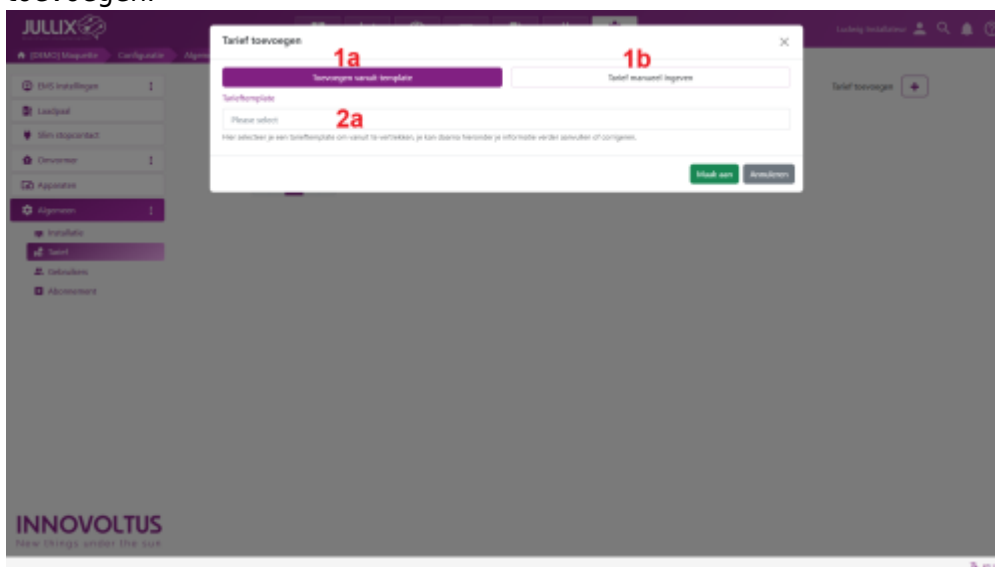 toevoegen.
JULLIX
Ludwig Installateur
[DEMO] Maquette Configuratie
Tarief toevoegen
1a
1b
Toevoegen vanuit template
Tarief manueel ingeven
Tarieftemplate
Please select
2a
Hier selecteer je een tarieftemplate om vanuit te vertrekken, je kan daarna hieronder je informatie verder aanvullen of corrigeren.
Maak aan
Annuleren
Tarief toevoegen
EMS instellingen
Laadpaal
Slim stopcontact
Omvormer
Apparaten
Algemeen
Installatie
Tarief
Gebruikers
Abonnement
INNOVOLTUS
New things under the sun